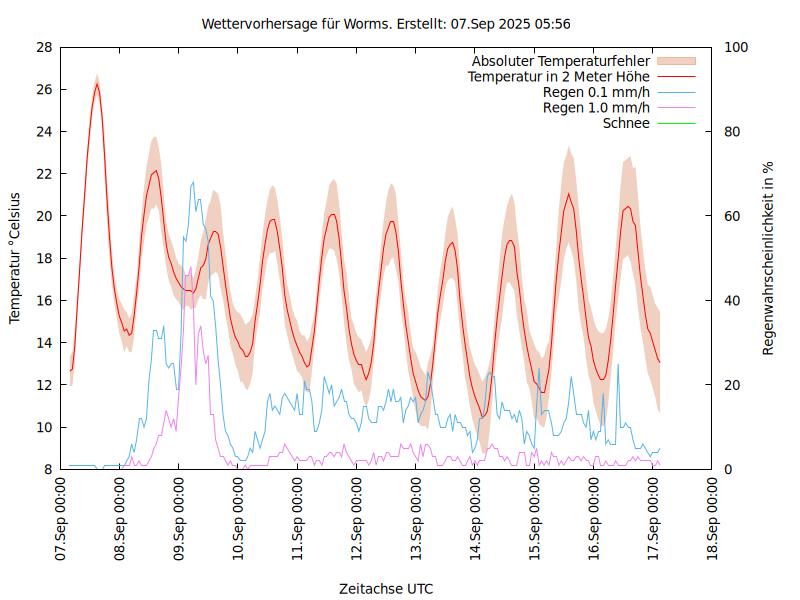 Wettervorhersage für Worms. Erstellt: 07.Sep 2025 05:56
28
26
24
22
20
18
16
14
12
10
8
100
80
60
40
20
0
Absoluter Temperaturfehler
Temperatur in 2 Meter Höhe
Regen 0.1 mm/h
Regen 1.0 mm/h
Schnee
Temperatur °Celsius
Regenwahrscheinlichkeit in %
07.Sep 00:00
08.Sep 00:00
09.Sep 00:00
10.Sep 00:00
11.Sep 00:00
12.Sep 00:00
13.Sep 00:00
14.Sep 00:00
15.Sep 00:00
16.Sep 00:00
17.Sep 00:00
18.Sep 00:00
Zeitachse UTC